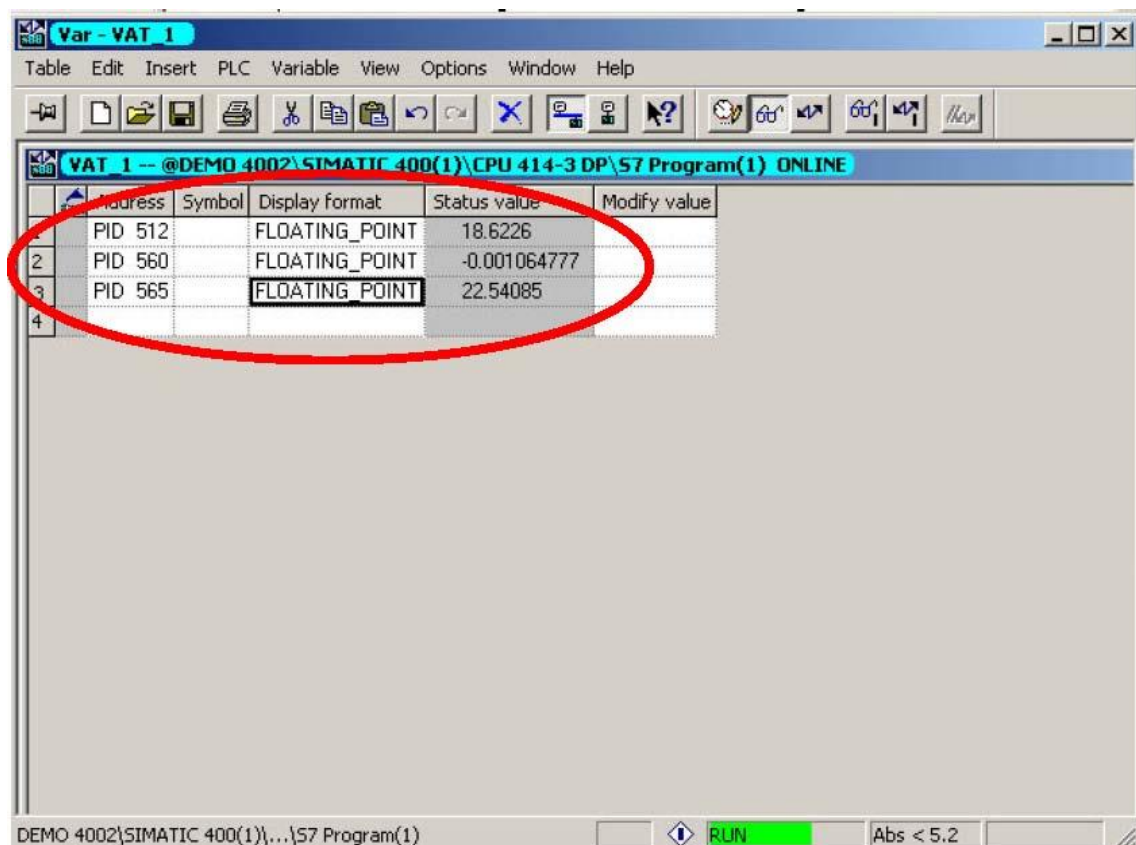 Var - VAT_1
Table Edit Insert PLC Variable View Options Window Help
VAT_1 -- @DEMO 4002\SIMATIC 400(1)\CPU 414-3 DP\S7 Program(1) ONLINE
Address Symbol Display format Status value Modify value
1 PID 512 FLOATING_POINT 18.6226
2 PID 560 FLOATING_POINT -0.001064777
3 PID 565 FLOATING_POINT 22.54085
4
DEMO 4002\SIMATIC 400(1)\...\S7 Program(1) RUN Abs < 5.2